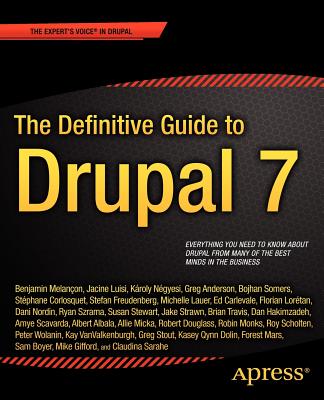 THE EXPERT'S VOICE® IN DRUPAL
The Definitive Guide to
Drupal 7
EVERYTHING YOU NEED TO KNOW ABOUT
DRUPAL FROM MANY OF THE BEST
MINDS IN THE BUSINESS
Benjamin Melançon, Jacine Luisi, Károly Négyesi, Greg Anderson, Bojhan Somers,
Stéphane Corlosquet, Stefan Freudenberg, Michelle Lauer, Ed Carlevale, Florian Lorétan,
Dani Nordin, Ryan Szrama, Susan Stewart, Jake Strawn, Brian Travis, Dan Hakimzadeh,
Amye Scavarda, Albert Albala, Allie Micka, Robert Douglass, Robin Monks, Roy Scholten,
Peter Wolanin, Kay VanValkenburgh, Greg Stout, Kasey Qynn Dolin, Forest Mars,
Sam Boyer, Mike Gifford, and Claudina Sarahe
Apress®